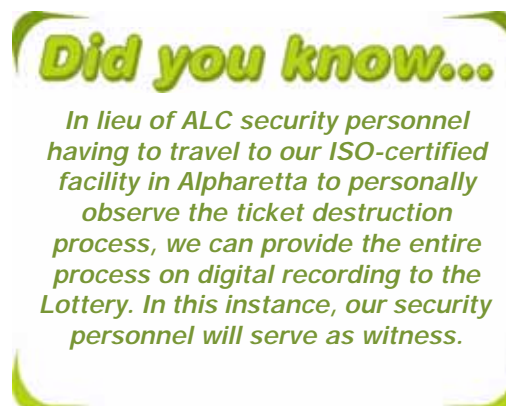 Did you know...
In lieu of ALC security personnel
having to travel to our ISO-certified
facility in Alpharetta to personally
observe the ticket destruction
process, we can provide the entire
process on digital recording to the
Lottery. In this instance, our security
personnel will serve as witness.